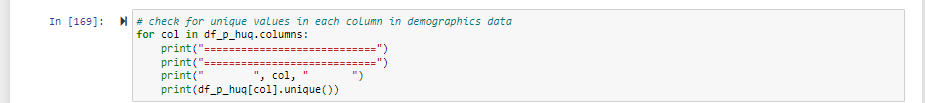 In [169]:
# check for unique values in each column in demographics data
for col in df_p_huq.columns:
    print("============================")
    print("============================")
    print("        ", col, "       ")
    print(df_p_huq[col].unique())